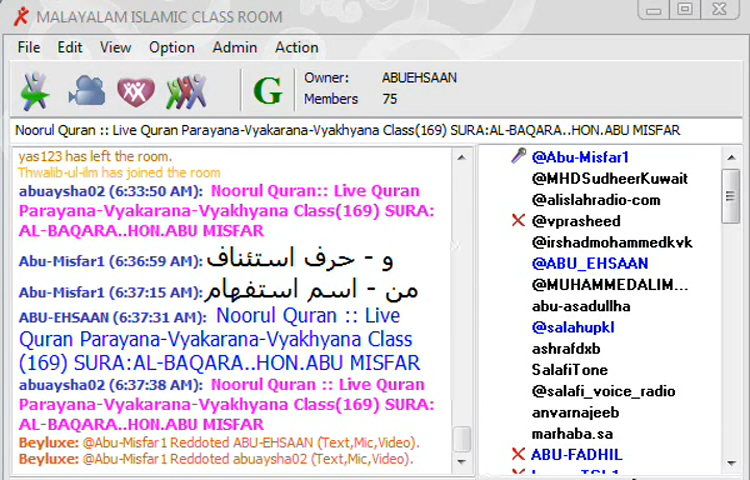 MALAYALAM ISLAMIC CLASS ROOM
File Edit View Option Admin Action
G
Owner: ABUEHSAAN
Members 75
Noorul Quran :: Live Quran Parayana-Vyakarana-Vyakhyana Class(169) SURA:AL-BAQARA..HON.ABU MISFAR
yas123 has left the room.
Thwalib-ul-ilm has joined the room
abuaysha02 (6:33:50 AM): Noorul Quran:: Live Quran
Parayana-Vyakarana-Vyakhyana Class(169) SURA:
AL-BAQARA..HON.ABU MISFAR
Abu-Misfar1 (6:36:59 AM): و - حرف استئناف
Abu-Misfar1 (6:37:15 AM): من - اسم استفهام
ABU-EHSAAN (6:37:31 AM): Noorul Quran :: Live
Quran Parayana-Vyakarana-Vyakhyana Class
(169) SURA:AL-BAQARA..HON.ABU MISFAR
abuaysha02 (6:37:38 AM): Noorul Quran:: Live Quran
Parayana-Vyakarana-Vyakhyana Class(169) SURA:
AL-BAQARA..HON.ABU MISFAR
Beyluxe: @Abu-Misfar1 Reddoted ABU-EHSAAN (Text,Mic,Video).
Beyluxe: @Abu-Misfar1 Reddoted abuaysha02 (Text,Mic,Video).
@Abu-Misfar1
@MHDSudheerKuwait
@alislahradio-com
@vprasheed
@irshadmohammedkvk
@ABU_EHSAAN
@MUHAMMEDALIM...
abu-asadullha
@salahupkl
ashrafdxb
SalafiTone
@salafi_voice_radio
anvarnajeeb
marhaba.sa
ABU-FADHIL